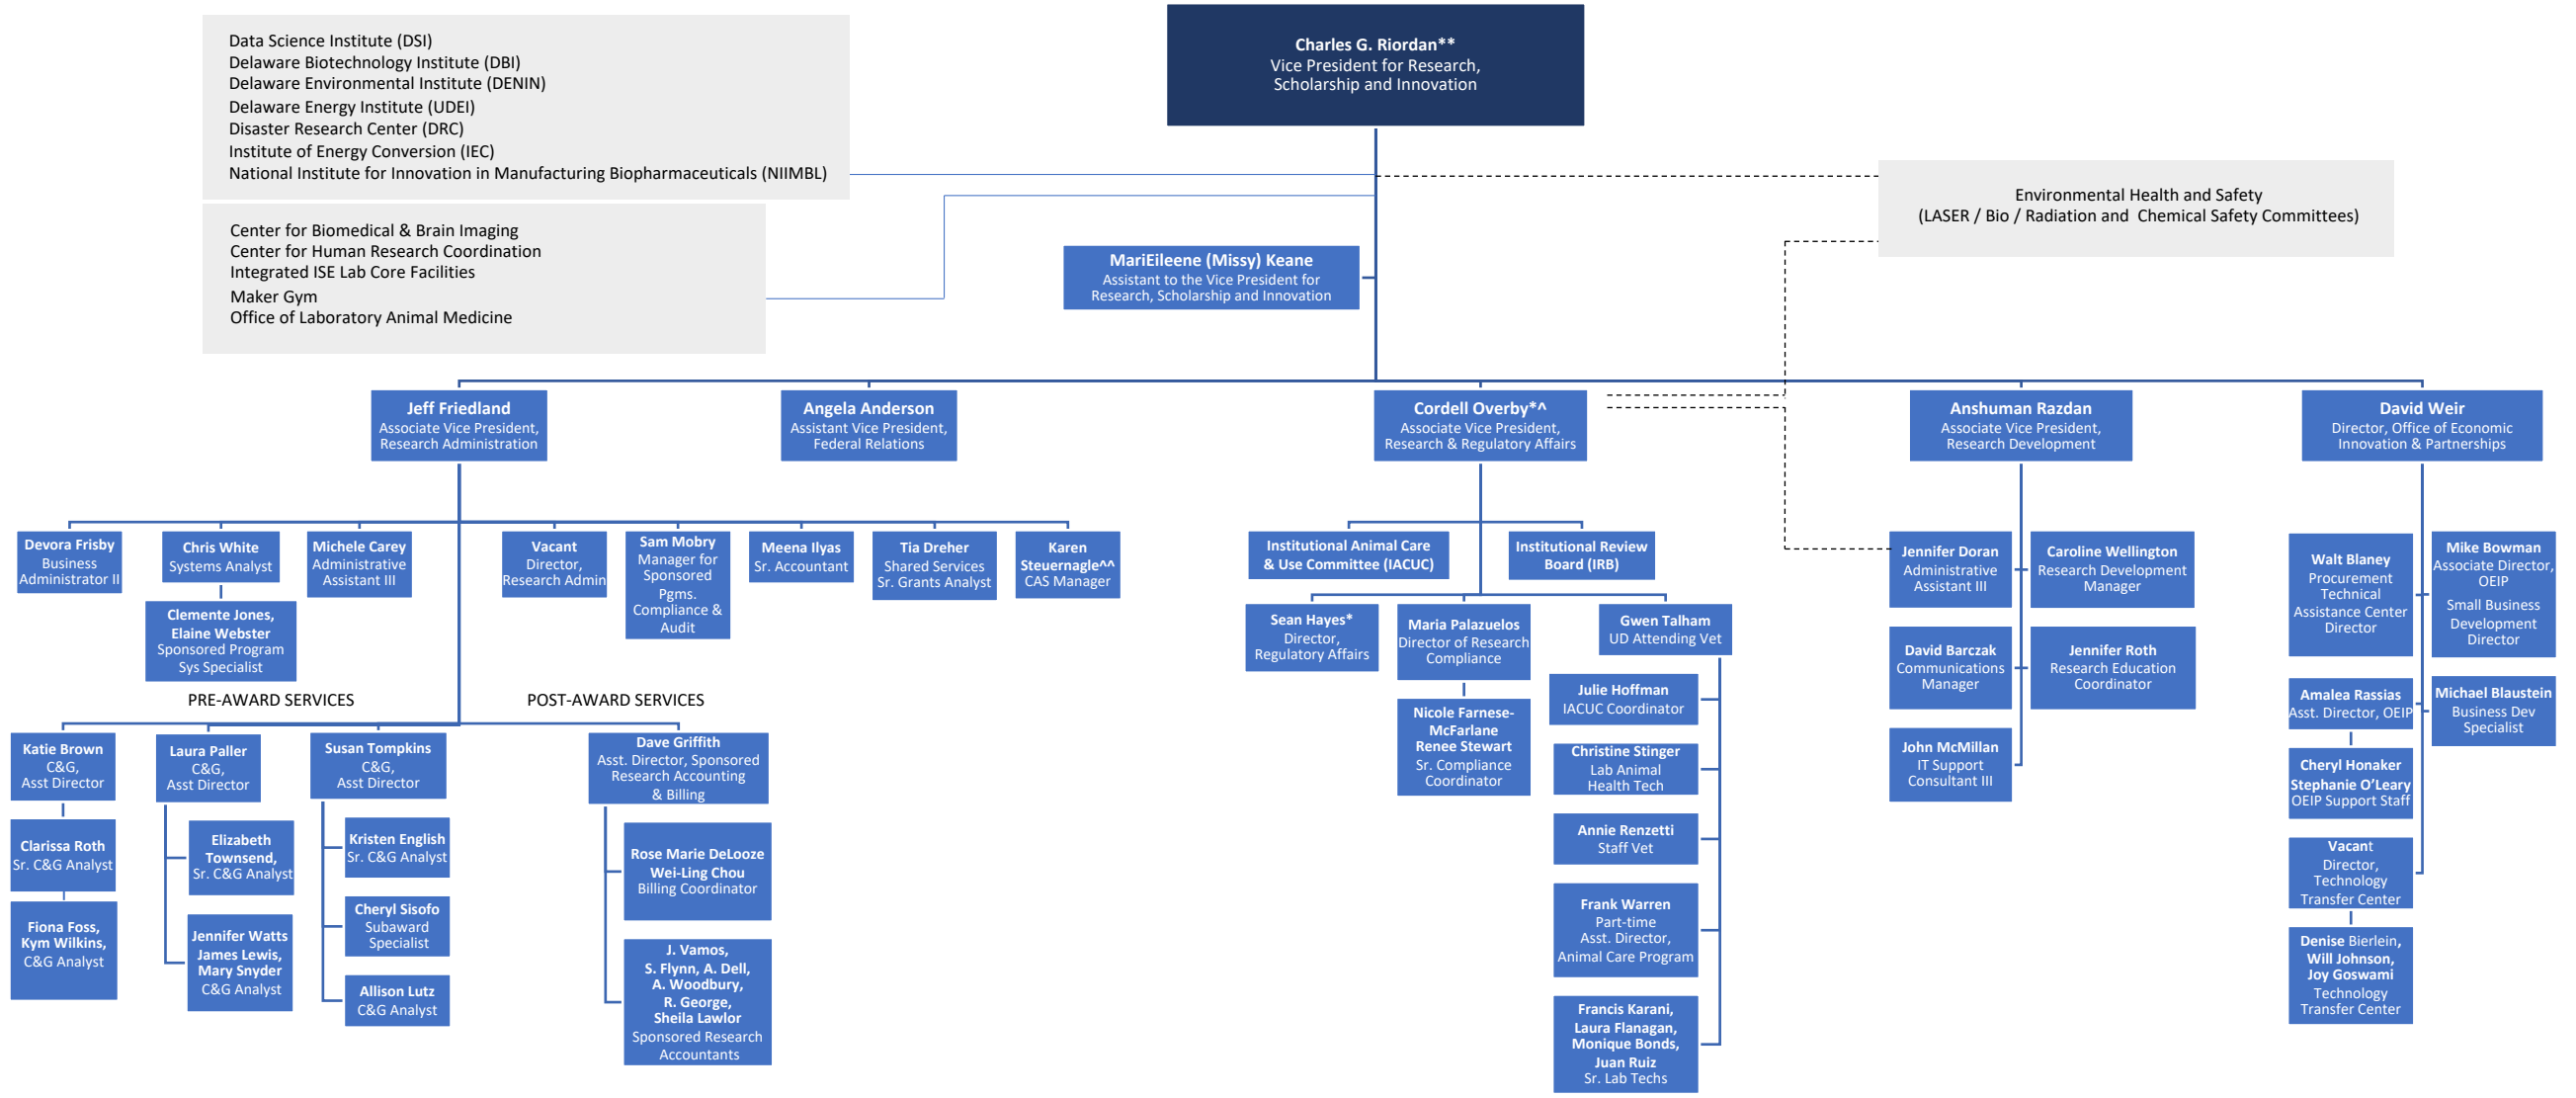 Data Science Institute (DSI)
Delaware Biotechnology Institute (DBI)
Delaware Environmental Institute (DENIN)
Delaware Energy Institute (UDEI)
Disaster Research Center (DRC)
Institute of Energy Conversion (IEC)
National Institute for Innovation in Manufacturing Biopharmaceuticals (NIIMBL)
Charles G. Riordan**
Vice President for Research,
Scholarship and Innovation
Environmental Health and Safety
(LASER / Bio / Radiation and Chemical Safety Committees)
Center for Biomedical & Brain Imaging
Center for Human Research Coordination
Integrated ISE Lab Core Facilities
Maker Gym
Office of Laboratory Animal Medicine
MariEileene (Missy) Keane
Assistant to the Vice President for
Research, Scholarship and Innovation
Jeff Friedland
Associate Vice President,
Research Administration
Angela Anderson
Assistant Vice President,
Federal Relations
Cordell Overby*^
Associate Vice President,
Research & Regulatory Affairs
Anshuman Razdan
Associate Vice President,
Research Development
David Weir
Director, Office of Economic
Innovation & Partnerships
Devora Frisby
Business
Administrator II
Chris White
Systems Analyst
Clemente Jones,
Elaine Webster
Sponsored Program
Sys Specialist
Michele Carey
Administrative
Assistant III
Vacant
Director,
Research Admin
Sam Mobry
Manager for
Sponsored
Pgms.
Compliance &
Audit
Meena Ilyas
Sr. Accountant
Tia Dreher
Shared Services
Sr. Grants Analyst
Karen
Steuernagle^^
CAS Manager
PRE-AWARD SERVICES
POST-AWARD SERVICES
Katie Brown
C&G,
Asst Director
Clarissa Roth
Sr. C&G Analyst
Fiona Foss,
Kym Wilkins,
C&G Analyst
Laura Paller
C&G,
Asst Director
Elizabeth
Townsend,
Sr. C&G Analyst
Jennifer Watts
James Lewis,
Mary Snyder
C&G Analyst
Susan Tompkins
C&G,
Asst Director
Kristen English
Sr. C&G Analyst
Cheryl Sisofo
Subaward
Specialist
Allison Lutz
C&G Analyst
Dave Griffith
Asst. Director, Sponsored
Research Accounting
& Billing
Rose Marie DeLooze
Wei-Ling Chou
Billing Coordinator
J. Vamos,
S. Flynn, A. Dell,
A. Woodbury,
R. George,
Sheila Lawlor
Sponsored Research
Accountants
Institutional Animal Care
& Use Committee (IACUC)
Institutional Review
Board (IRB)
Sean Hayes*
Director,
Regulatory Affairs
Maria Palazuelos
Director of Research
Compliance
Nicole Farnese-
McFarlane
Renee Stewart
Sr. Compliance
Coordinator
Gwen Talham
UD Attending Vet
Julie Hoffman
IACUC Coordinator
Christine Stinger
Lab Animal
Health Tech
Annie Renzetti
Staff Vet
Frank Warren
Part-time
Asst. Director,
Animal Care Program
Francis Karani,
Laura Flanagan,
Monique Bonds,
Juan Ruiz
Sr. Lab Techs
Jennifer Doran
Administrative
Assistant III
Caroline Wellington
Research Development
Manager
David Barczak
Communications
Manager
Jennifer Roth
Research Education
Coordinator
John McMillan
IT Support
Consultant III
Walt Blaney
Procurement
Technical
Assistance Center
Director
Mike Bowman
Associate Director,
OEIP
Small Business
Development
Director
Amalea Rassias
Asst. Director, OEIP
Michael Blaustein
Business Dev
Specialist
Cheryl Honaker
Stephanie O’Leary
OEIP Support Staff
Vacant
Director,
Technology
Transfer Center
Denise Bierlein,
Will Johnson,
Joy Goswami
Technology
Transfer Center